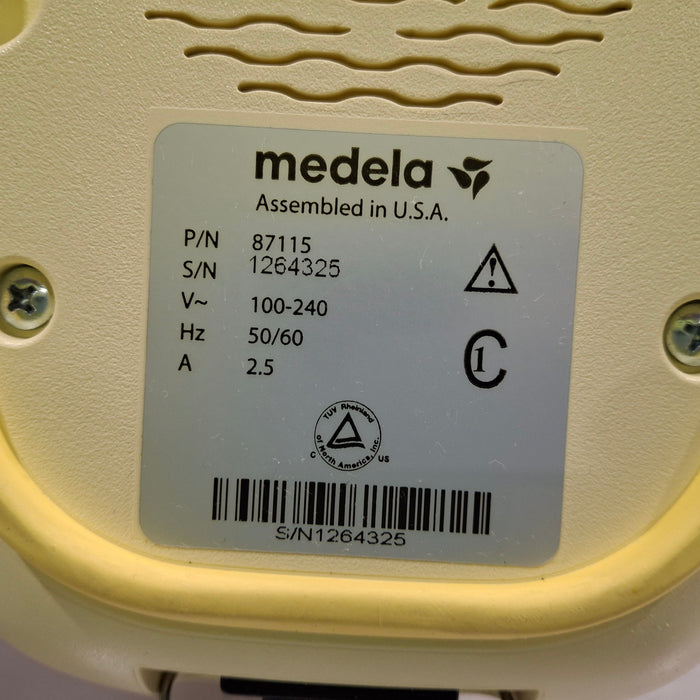 medela
Assembled in U.S.A.
P/N 87115
S/N 1264325
V~ 100-240
Hz 50/60
A 2.5
1
TUV Rheinland
of North America, Inc.
C US
S/N1264325